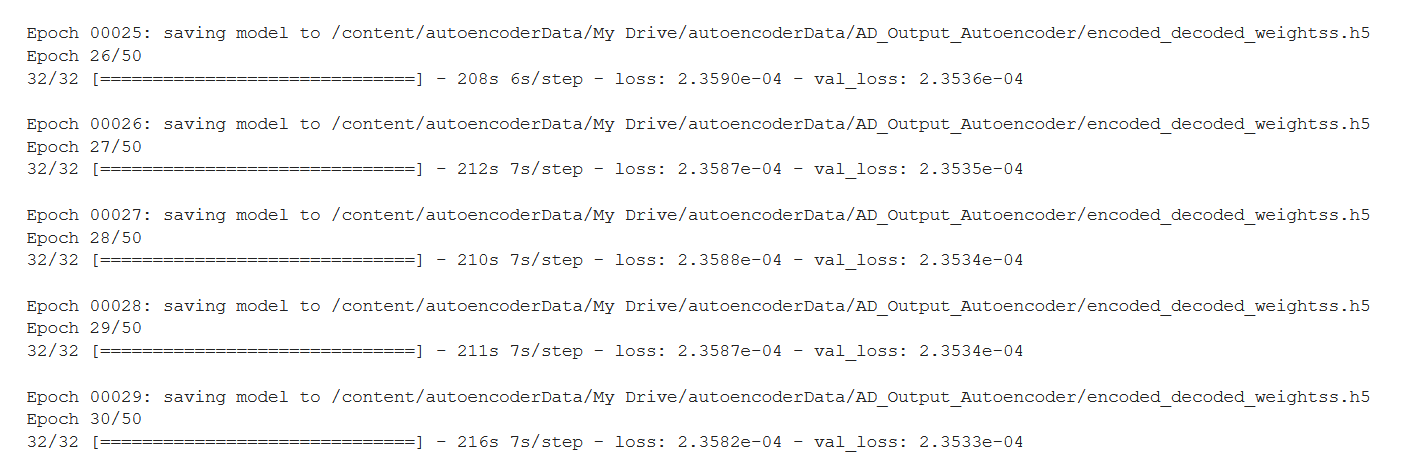 Epoch 00025: saving model to /content/autoencoderData/My Drive/autoencoderData/AD_Output_Autoencoder/encoded_decoded_weightss.h5
Epoch 26/50
32/32 [==============================] - 208s 6s/step - loss: 2.3590e-04 - val_loss: 2.3536e-04
Epoch 00026: saving model to /content/autoencoderData/My Drive/autoencoderData/AD_Output_Autoencoder/encoded_decoded_weightss.h5
Epoch 27/50
32/32 [==============================] - 212s 7s/step - loss: 2.3587e-04 - val_loss: 2.3535e-04
Epoch 00027: saving model to /content/autoencoderData/My Drive/autoencoderData/AD_Output_Autoencoder/encoded_decoded_weightss.h5
Epoch 28/50
32/32 [==============================] - 210s 7s/step - loss: 2.3588e-04 - val_loss: 2.3534e-04
Epoch 00028: saving model to /content/autoencoderData/My Drive/autoencoderData/AD_Output_Autoencoder/encoded_decoded_weightss.h5
Epoch 29/50
32/32 [==============================] - 211s 7s/step - loss: 2.3587e-04 - val_loss: 2.3534e-04
Epoch 00029: saving model to /content/autoencoderData/My Drive/autoencoderData/AD_Output_Autoencoder/encoded_decoded_weightss.h5
Epoch 30/50
32/32 [==============================] - 216s 7s/step - loss: 2.3582e-04 - val_loss: 2.3533e-04